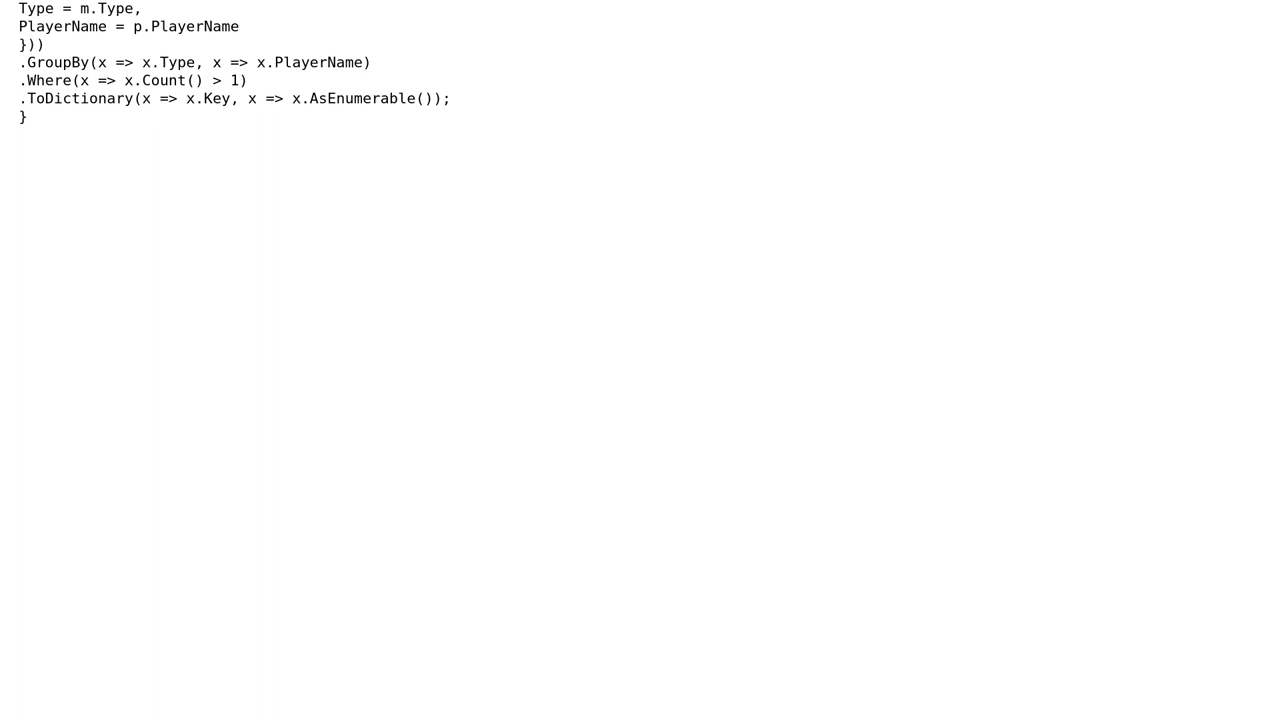 Type = m.Type,
PlayerName = p.PlayerName
}))
.GroupBy(x => x.Type, x => x.PlayerName)
.Where(x => x.Count() > 1)
.ToDictionary(x => x.Key, x => x.AsEnumerable());
}